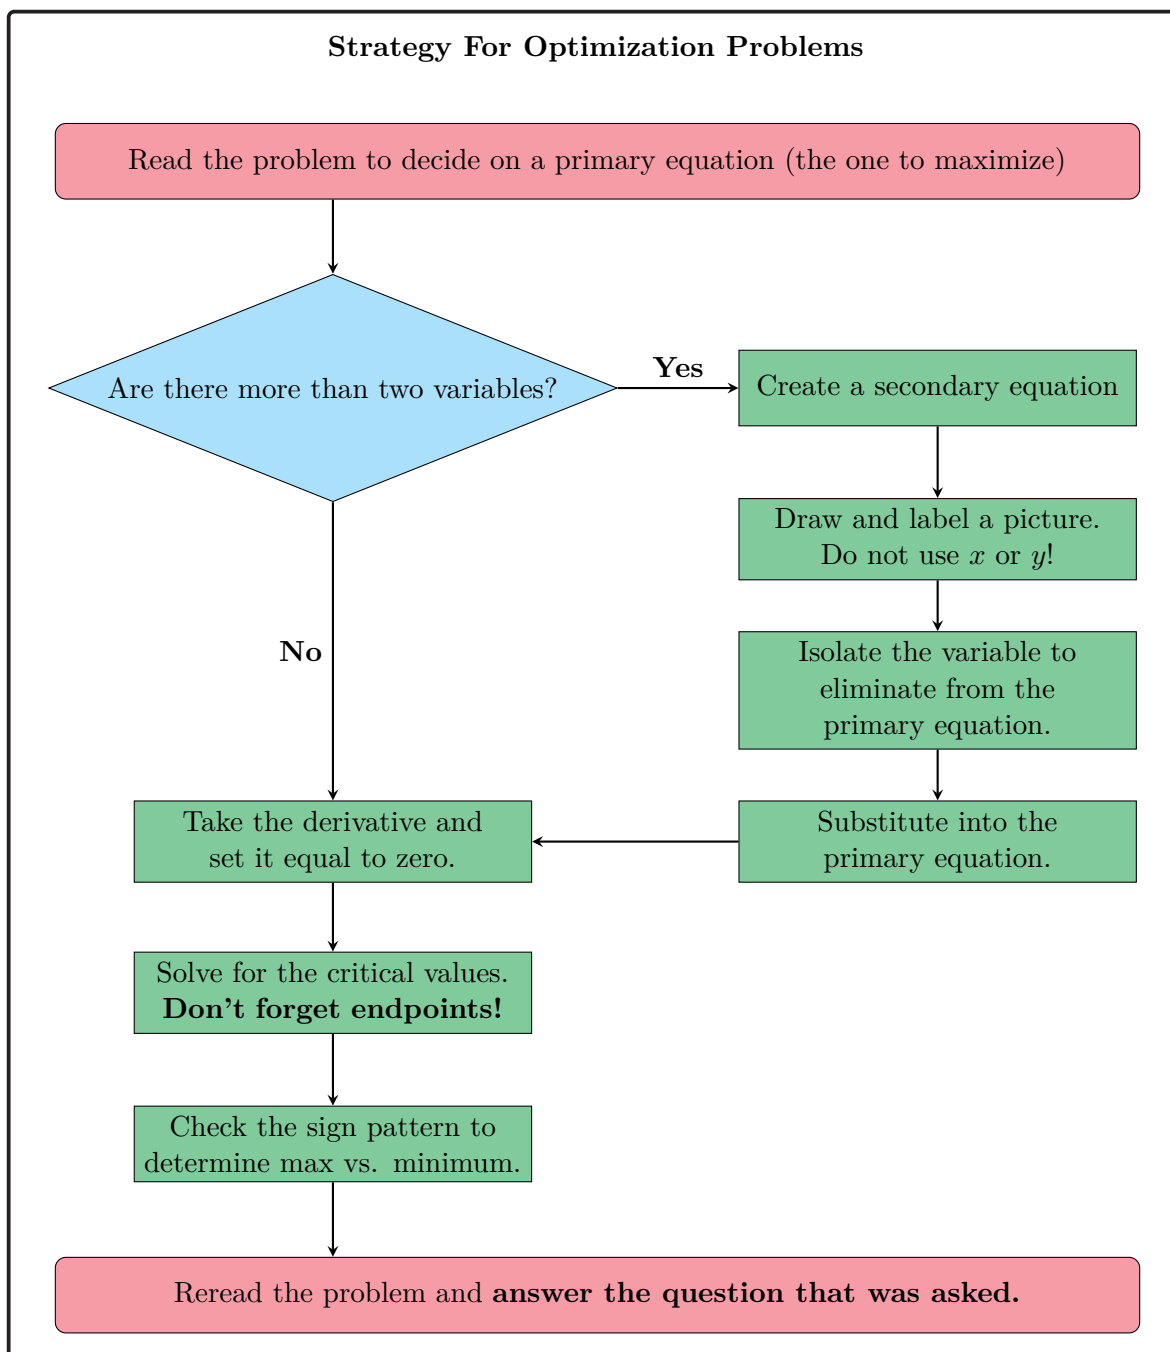 Strategy For Optimization Problems
Read the problem to decide on a primary equation (the one to maximize)
Are there more than two variables?
Yes
Create a secondary equation
Draw and label a picture.
Do not use x or y!
Isolate the variable to
eliminate from the
primary equation.
Substitute into the
primary equation.
No
Take the derivative and
set it equal to zero.
Solve for the critical values.
Don't forget endpoints!
Check the sign pattern to
determine max vs. minimum.
Reread the problem and answer the question that was asked.